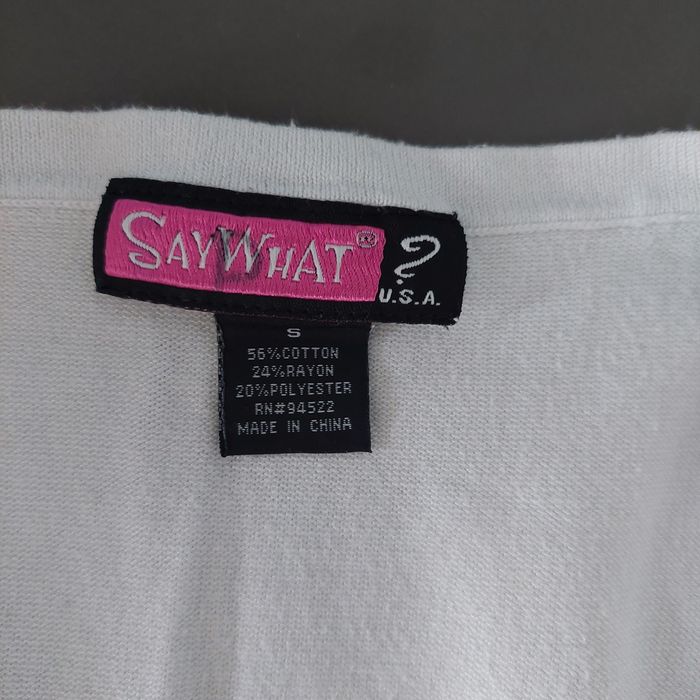 SAYWHAT® ?
U.S.A.
S
56%COTTON
24%RAYON
20%POLYESTER
RN#94522
MADE IN CHINA